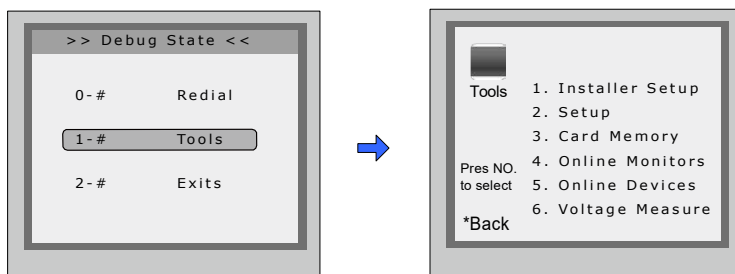 >> Debug State <<
0-# Redial
1-# Tools
2-# Exits
Tools
Pres NO.
to select
*Back
1. Installer Setup
2. Setup
3. Card Memory
4. Online Monitors
5. Online Devices
6. Voltage Measure